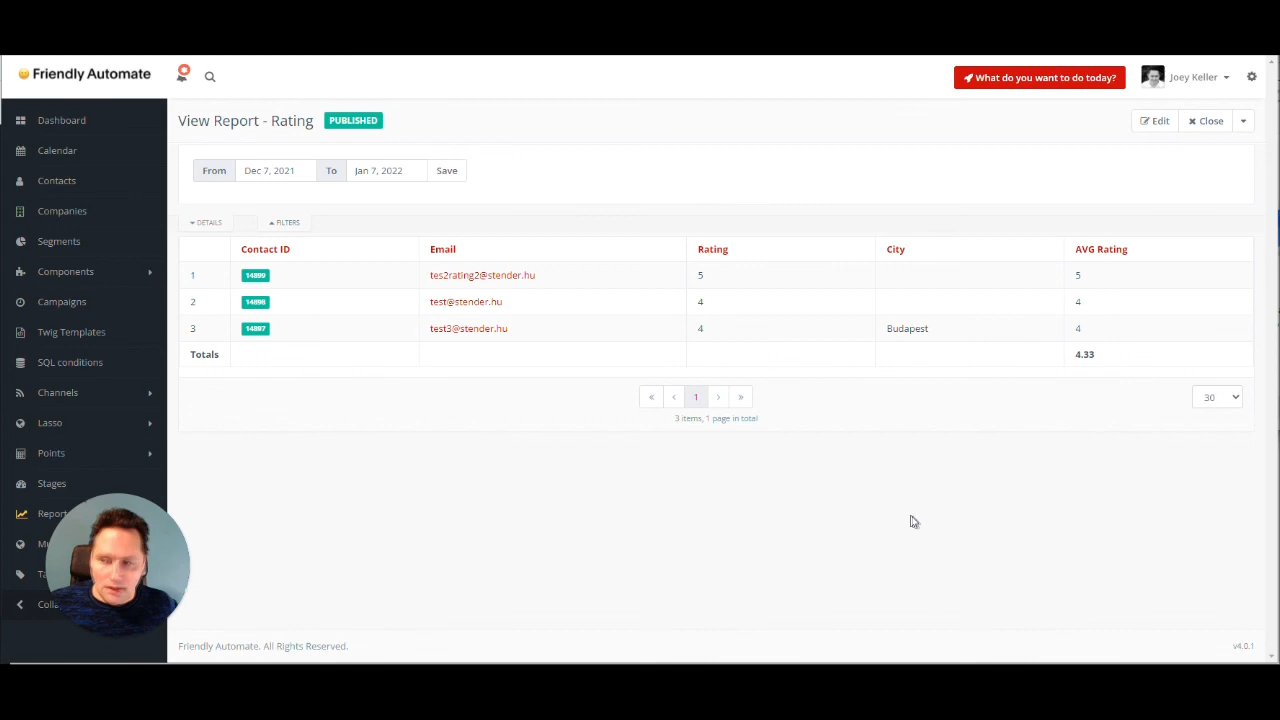 Friendly Automate
What do you want to do today?
Joey Keller
Dashboard
Calendar
Contacts
Companies
Segments
Components
Campaigns
Twig Templates
SQL conditions
Channels
Lasso
Points
Stages
View Report - Rating PUBLISHED
Edit Close
From Dec 7, 2021 To Jan 7, 2022 Save
DETAILS FILTERS
Contact ID Email Rating City AVG Rating
1 14899 tes2rating2@stender.hu 5 5
2 14898 test@stender.hu 4 4
3 14897 test3@stender.hu 4 Budapest 4
Totals 4.33
« ‹ 1 › »
30
3 items, 1 page in total
Friendly Automate. All Rights Reserved.
v4.0.1